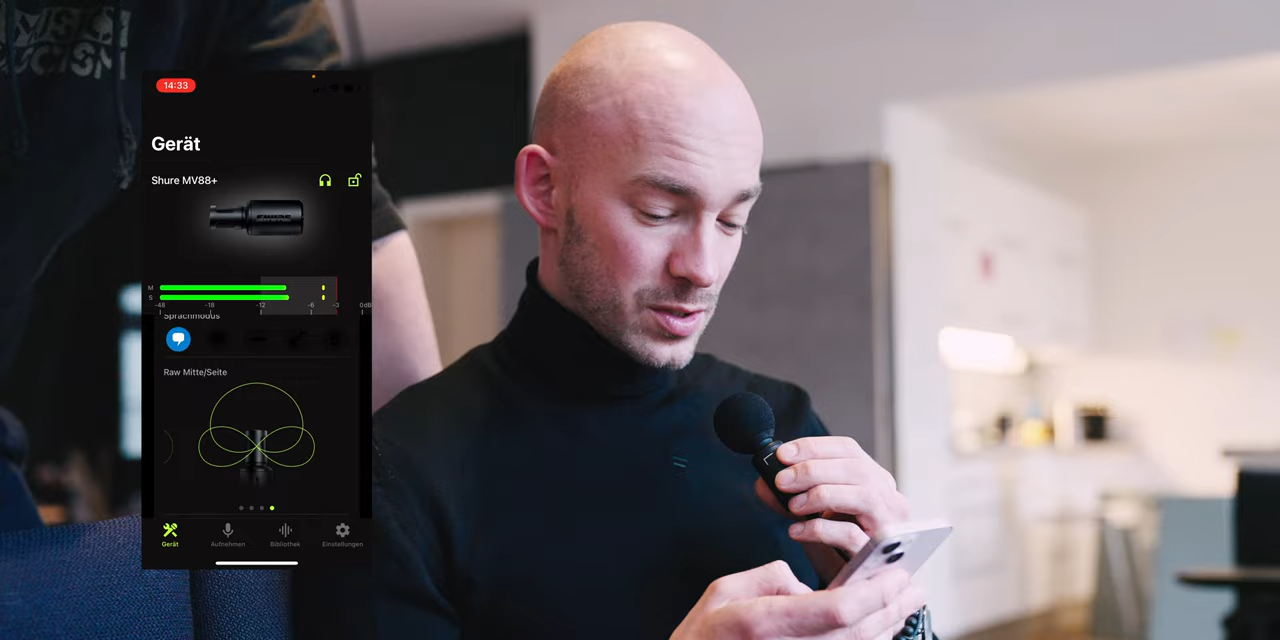 14:33
Gerät
Shure MV88+
SHURE
M
S
-48 -18 -12 -6 -3 0dB
Sprachmodus
Raw Mitte/Seite
Gerät Aufnehmen Bibliothek Einstellungen